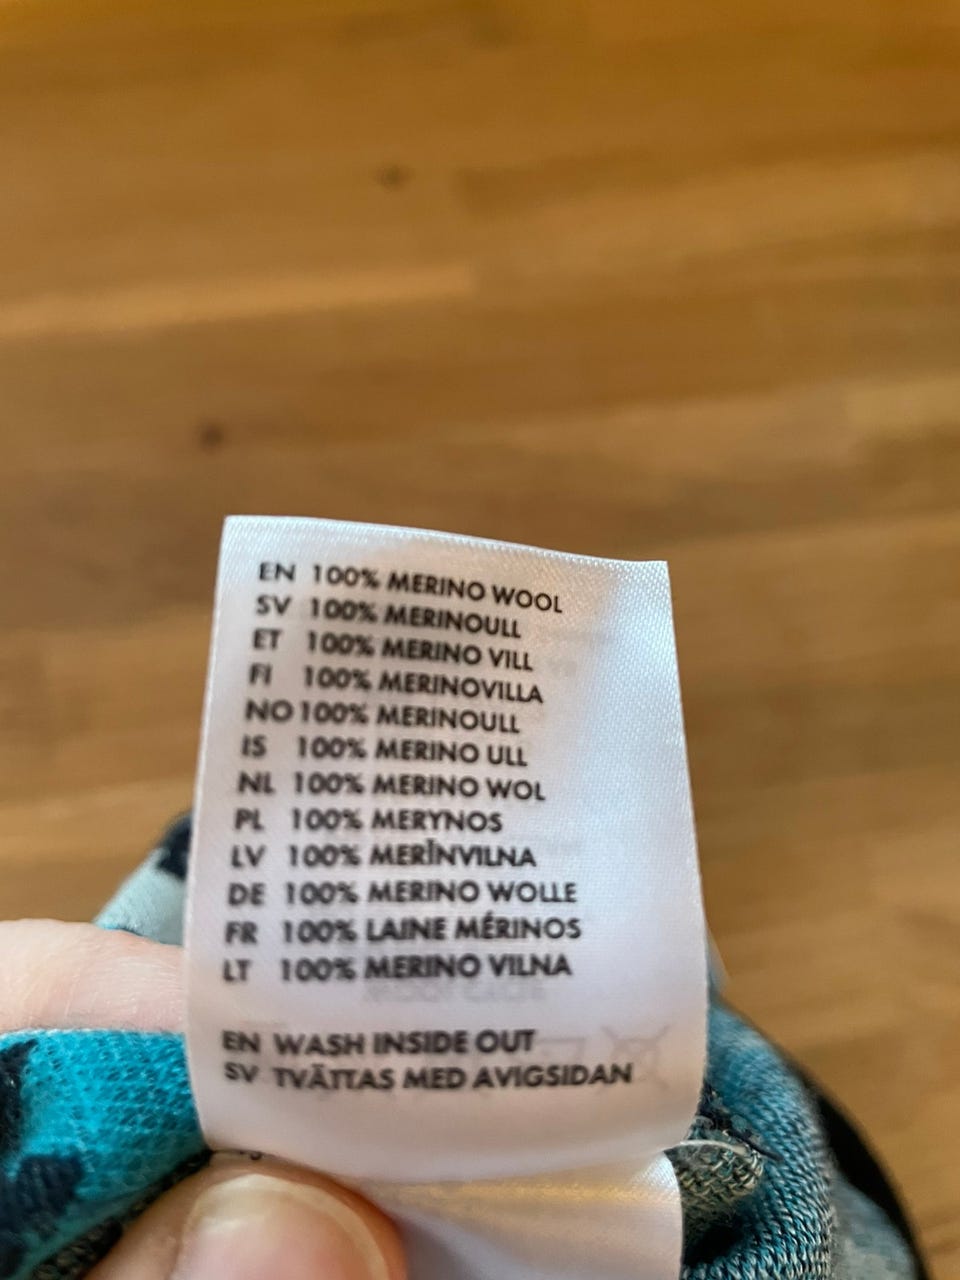 EN 100% MERINO WOOL
SV 100% MERINOULL
ET 100% MERINO VILL
FI 100% MERINOVILLA
NO 100% MERINOULL
IS 100% MERINO ULL
NL 100% MERINO WOL
PL 100% MERYNOS
LV 100% MERĪNVILNA
DE 100% MERINO WOLLE
FR 100% LAINE MÉRINOS
LT 100% MERINO VILNA
EN WASH INSIDE OUT
SV TVÄTTAS MED AVIGSIDAN